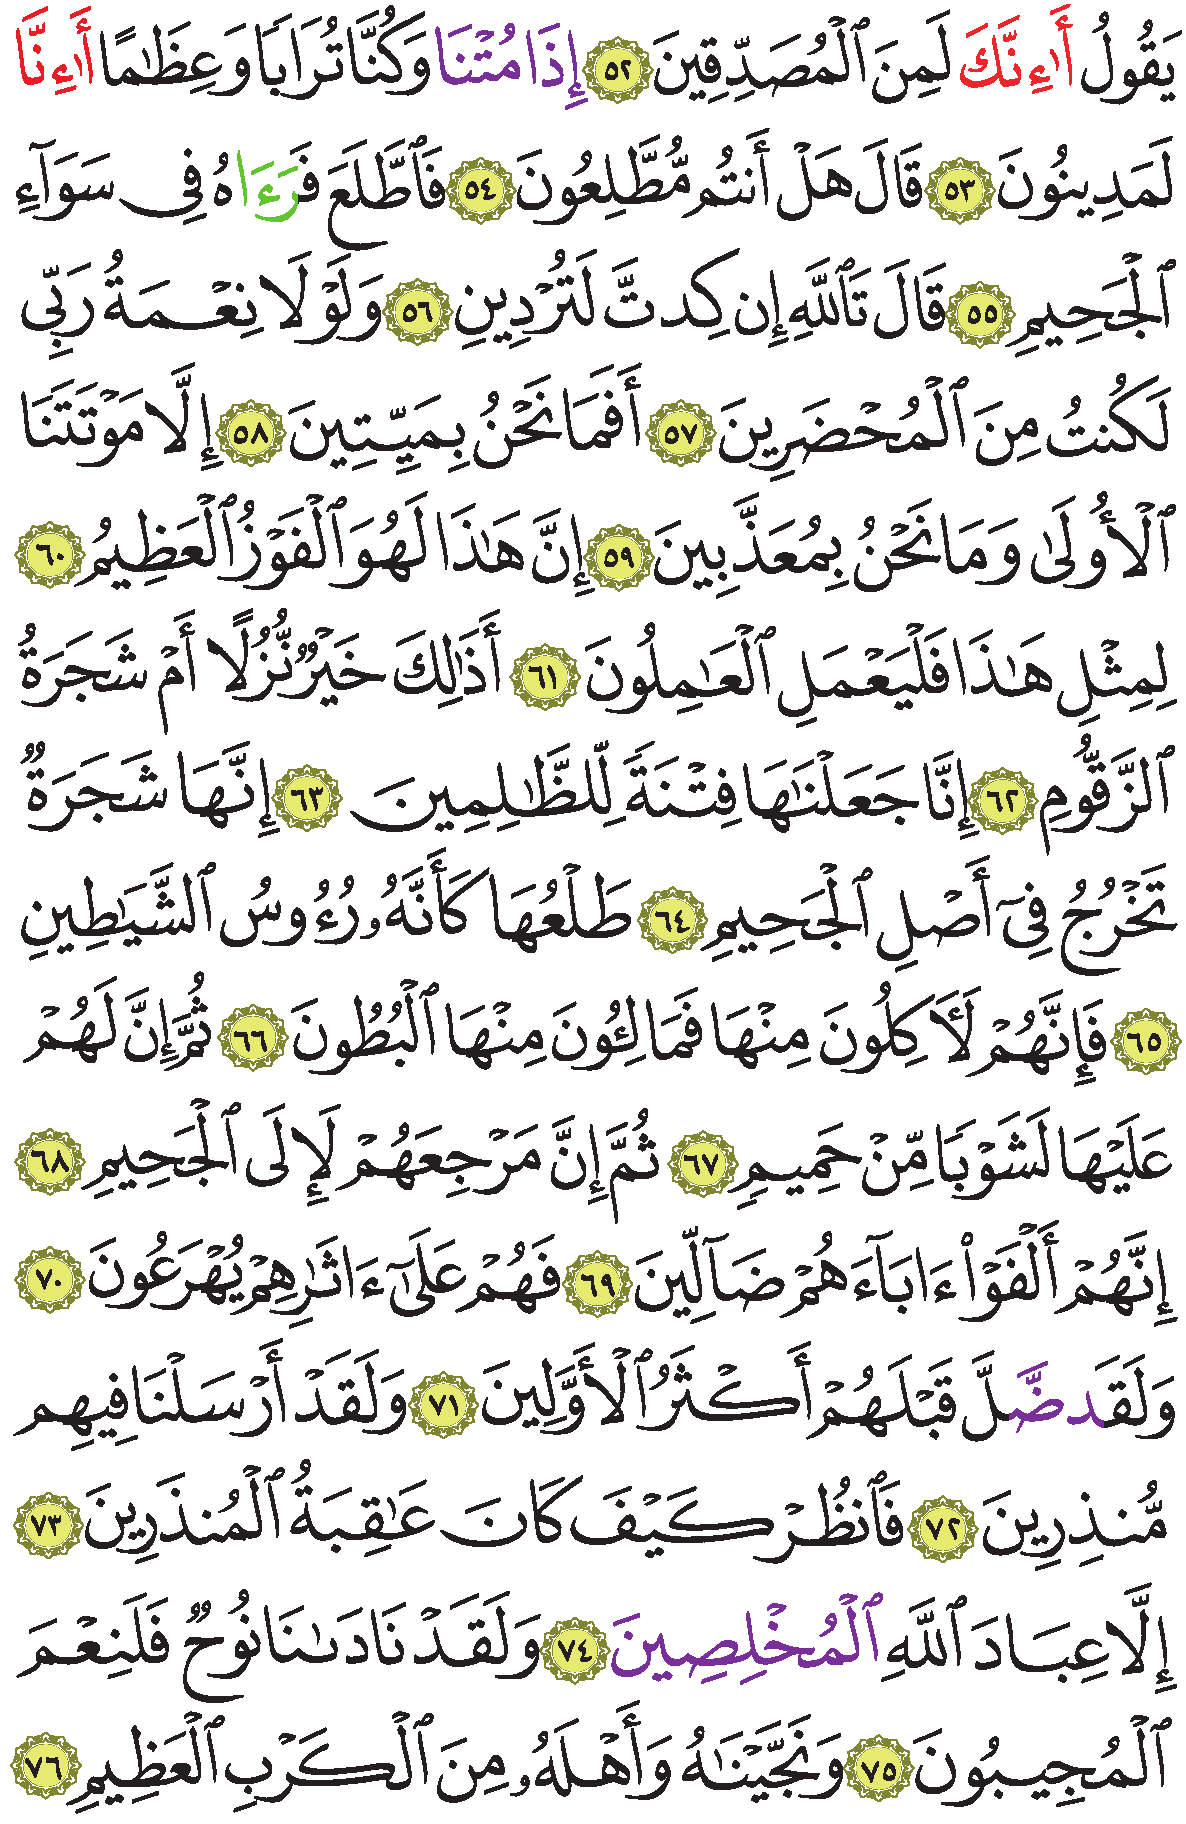 يَقُولُ أَءِنَّكَ لَمِنَ ٱلْمُصَدِّقِينَ ٥٢ إِذَا مُتْنَا وَكُنَّا تُرَابًا وَعِظَٰمًا أَءِنَّا
لَمَدِينُونَ ٥٣ قَالَ هَلْ أَنتُم مُّطَّلِعُونَ ٥٤ فَٱطَّلَعَ فَرَءَاهُ فِى سَوَآءِ
ٱلْجَحِيمِ ٥٥ قَالَ تَٱللَّهِ إِن كِدتَّ لَتُرْدِينِ ٥٦ وَلَوْلَا نِعْمَةُ رَبِّى
لَكُنتُ مِنَ ٱلْمُحْضَرِينَ ٥٧ أَفَمَا نَحْنُ بِمَيِّتِينَ ٥٨ إِلَّا مَوْتَتَنَا
ٱلْأُولَىٰ وَمَا نَحْنُ بِمُعَذَّبِينَ ٥٩ إِنَّ هَٰذَا لَهُوَ ٱلْفَوْزُ ٱلْعَظِيمُ ٦٠
لِمِثْلِ هَٰذَا فَلْيَعْمَلِ ٱلْعَٰمِلُونَ ٦١ أَذَٰلِكَ خَيْرٌ نُّزُلًا أَمْ شَجَرَةُ
ٱلزَّقُّومِ ٦٢ إِنَّا جَعَلْنَٰهَا فِتْنَةً لِّلظَّٰلِمِينَ ٦٣ إِنَّهَا شَجَرَةٌ
تَخْرُجُ فِىٓ أَصْلِ ٱلْجَحِيمِ ٦٤ طَلْعُهَا كَأَنَّهُۥ رُءُوسُ ٱلشَّيَٰطِينِ
٦٥ فَإِنَّهُمْ لَءَاكِلُونَ مِنْهَا فَمَالِـُٔونَ مِنْهَا ٱلْبُطُونَ ٦٦ ثُمَّ إِنَّ لَهُمْ
عَلَيْهَا لَشَوْبًا مِّنْ حَمِيمٍ ٦٧ ثُمَّ إِنَّ مَرْجِعَهُمْ لَإِلَى ٱلْجَحِيمِ ٦٨
إِنَّهُمْ أَلْفَوْا۟ ءَابَآءَهُمْ ضَآلِّينَ ٦٩ فَهُمْ عَلَىٰٓ ءَاثَٰرِهِمْ يُهْرَعُونَ ٧٠
وَلَقَد ضَّلَّ قَبْلَهُمْ أَكْثَرُ ٱلْأَوَّلِينَ ٧١ وَلَقَدْ أَرْسَلْنَا فِيهِم
مُّنذِرِينَ ٧٢ فَٱنظُرْ كَيْفَ كَانَ عَٰقِبَةُ ٱلْمُنذَرِينَ ٧٣
إِلَّا عِبَادَ ٱللَّهِ ٱلْمُخْلِصِينَ ٧٤ وَلَقَدْ نَادَىٰنَا نُوحٌ فَلَنِعْمَ
ٱلْمُجِيبُونَ ٧٥ وَنَجَّيْنَٰهُ وَأَهْلَهُۥ مِنَ ٱلْكَرْبِ ٱلْعَظِيمِ ٧٦